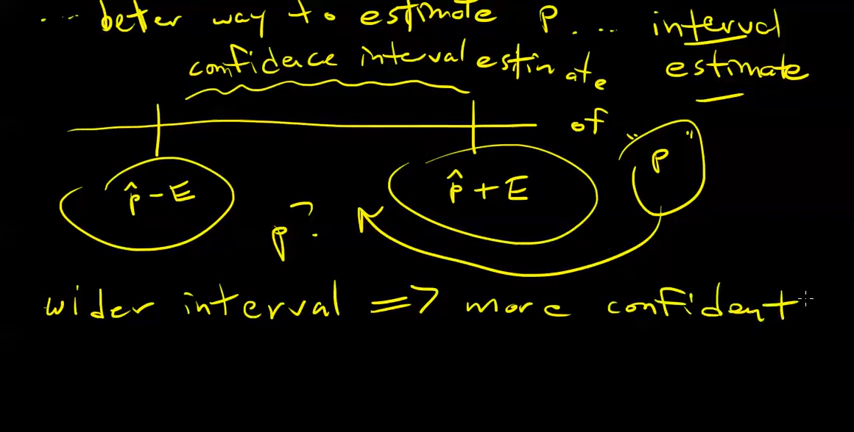 ... beter way to estimate p .... interval
confidence interval estimate estimate
of "p"
p̂ - E p? p̂ + E
wider interval => more confident